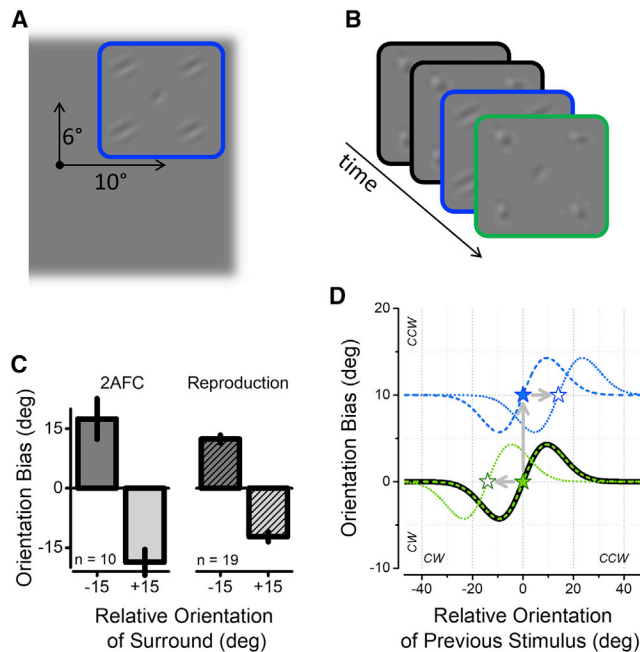 A
6°
10°
B
time
C
2AFC
Reproduction
Orientation Bias (deg)
15
0
-15
n = 10
n = 19
-15
+15
-15
+15
Relative Orientation
of Surround (deg)
D
Orientation Bias (deg)
CCW
CW
20
10
0
-10
CW
CCW
-40
-20
0
20
40
Relative Orientation
of Previous Stimulus (deg)